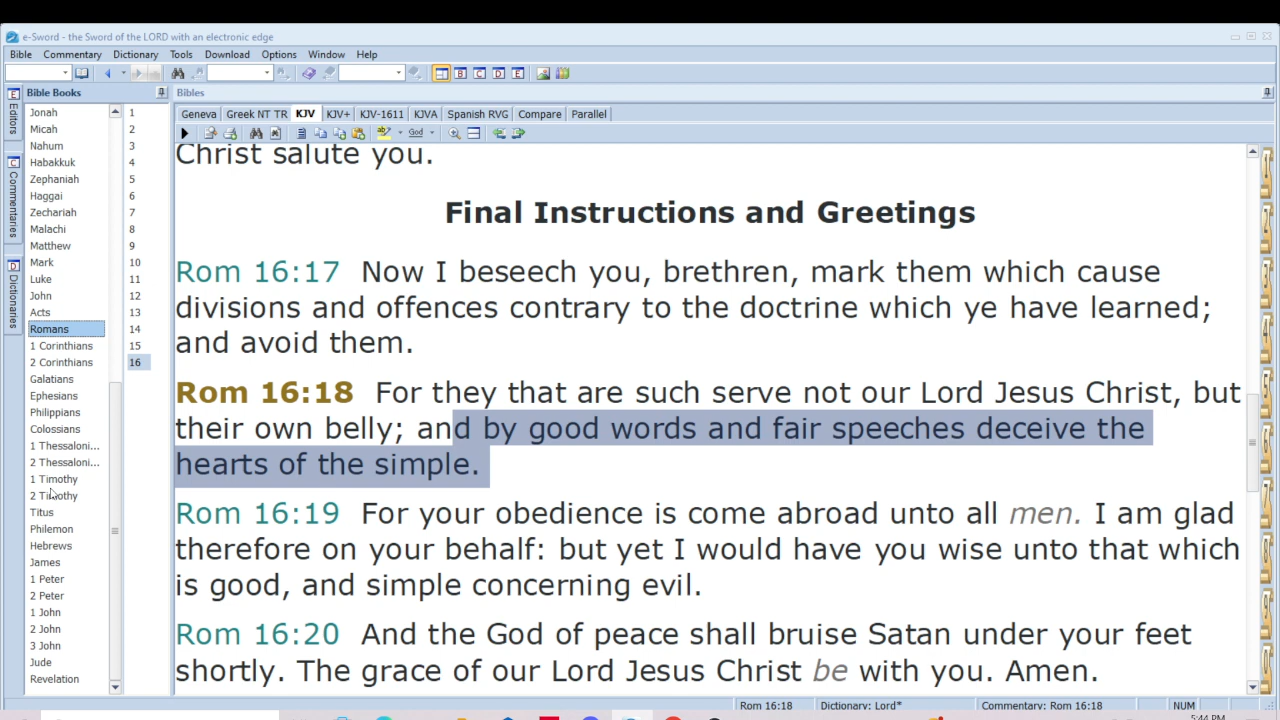 e-Sword - the Sword of the LORD with an electronic edge
Bible Commentary Dictionary Tools Download Options Window Help
B C D E
Bible Books
Bibles
E Editors
C Commentaries
D Dictionaries
Geneva Greek NT TR KJV KJV+ KJV-1611 KJVA Spanish RVG Compare Parallel
God
Jonah 1
Micah 2
Nahum 3
Habakkuk 4
Zephaniah 5
Haggai 6
Zechariah 7
Malachi 8
Matthew 9
Mark 10
Luke 11
John 12
Acts 13
Romans 14
1 Corinthians 15
2 Corinthians 16
Galatians
Ephesians
Philippians
Colossians
1 Thessaloni...
2 Thessaloni...
1 Timothy
2 Timothy
Titus
Philemon
Hebrews
James
1 Peter
2 Peter
1 John
2 John
3 John
Jude
Revelation
Christ salute you.
Final Instructions and Greetings
Rom 16:17 Now I beseech you, brethren, mark them which cause
divisions and offences contrary to the doctrine which ye have learned;
and avoid them.
Rom 16:18 For they that are such serve not our Lord Jesus Christ, but
their own belly; and by good words and fair speeches deceive the
hearts of the simple.
Rom 16:19 For your obedience is come abroad unto all men. I am glad
therefore on your behalf: but yet I would have you wise unto that which
is good, and simple concerning evil.
Rom 16:20 And the God of peace shall bruise Satan under your feet
shortly. The grace of our Lord Jesus Christ be with you. Amen.
Rom 16:18 Dictionary: Lord* Commentary: Rom 16:18 NUM
5:44 PM